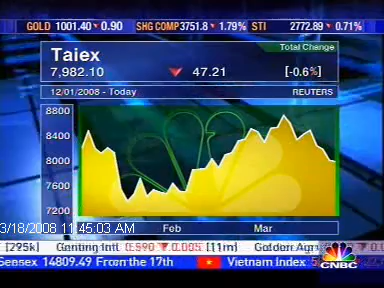 GOLD 1001.40 ▼ 0.90 SHG COMP 3751.8 ▼ 1.79% STI 2772.89 ▼ 0.71%
Total Change
Taiex
7,982.10 ▼ 47.21 [-0.6%]
12/01/2008 - Today REUTERS
8800
8400
8000
7600
7200
3/18/2008 11:45:03 AM
Feb Mar
[295k] Genting Intl 0.590 ▼ 0.005 [11m] Golden Agri
Sensex 14809.49 From the 17th Vietnam Index
CNBC